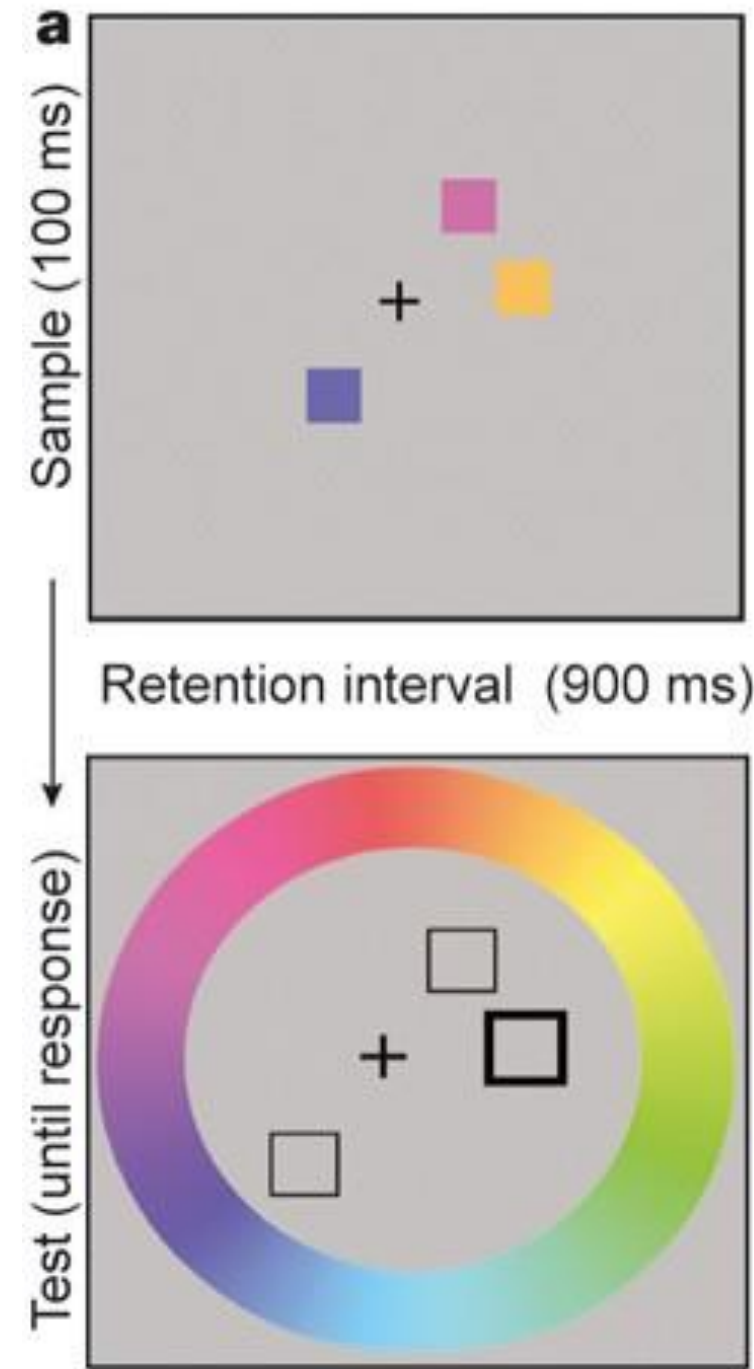 a
Sample (100 ms)
Retention interval (900 ms)
Test (until response)